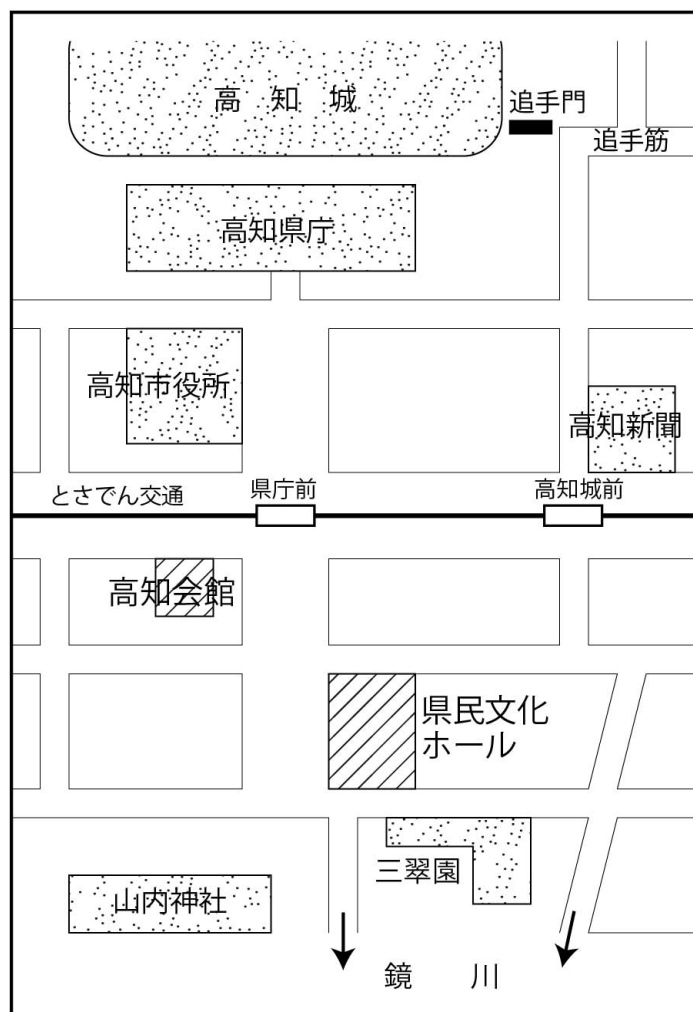 高知城
追手門
追手筋
高知県庁
高知市役所
高知新聞
とさでん交通
県庁前
高知城前
高知会館
県民文化
ホール
三翠園
山内神社
鏡川